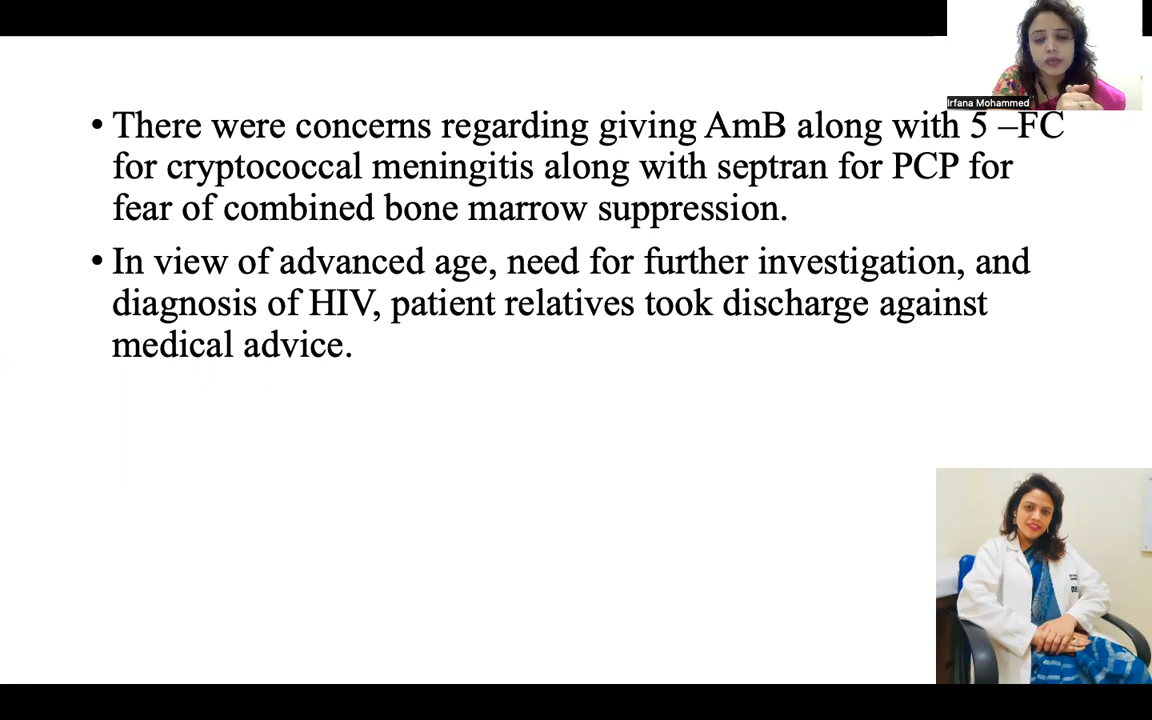 Irfana Mohammed
• There were concerns regarding giving AmB along with 5 –FC
for cryptococcal meningitis along with septran for PCP for
fear of combined bone marrow suppression.
• In view of advanced age, need for further investigation, and
diagnosis of HIV, patient relatives took discharge against
medical advice.